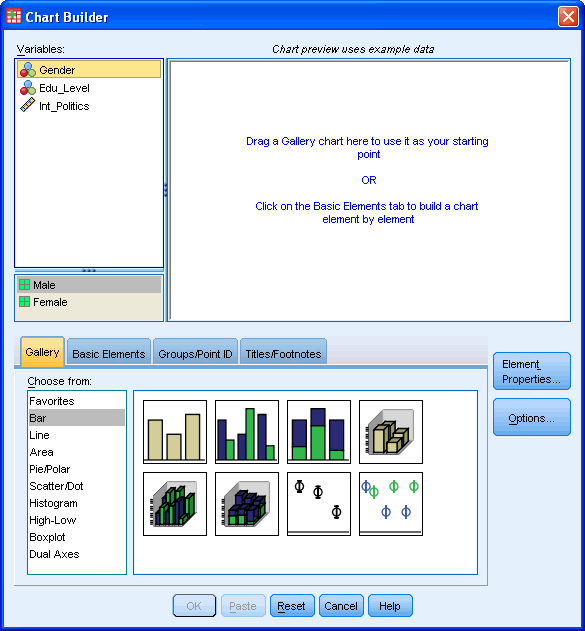 Chart Builder
Variables:
Chart preview uses example data
Gender
Edu_Level
Int_Politics
Drag a Gallery chart here to use it as your starting
point
OR
Click on the Basic Elements tab to build a chart
element by element
Male
Female
Gallery
Basic Elements
Groups/Point ID
Titles/Footnotes
Element
Properties...
Options...
Choose from:
Favorites
Bar
Line
Area
Pie/Polar
Scatter/Dot
Histogram
High-Low
Boxplot
Dual Axes
OK
Paste
Reset
Cancel
Help